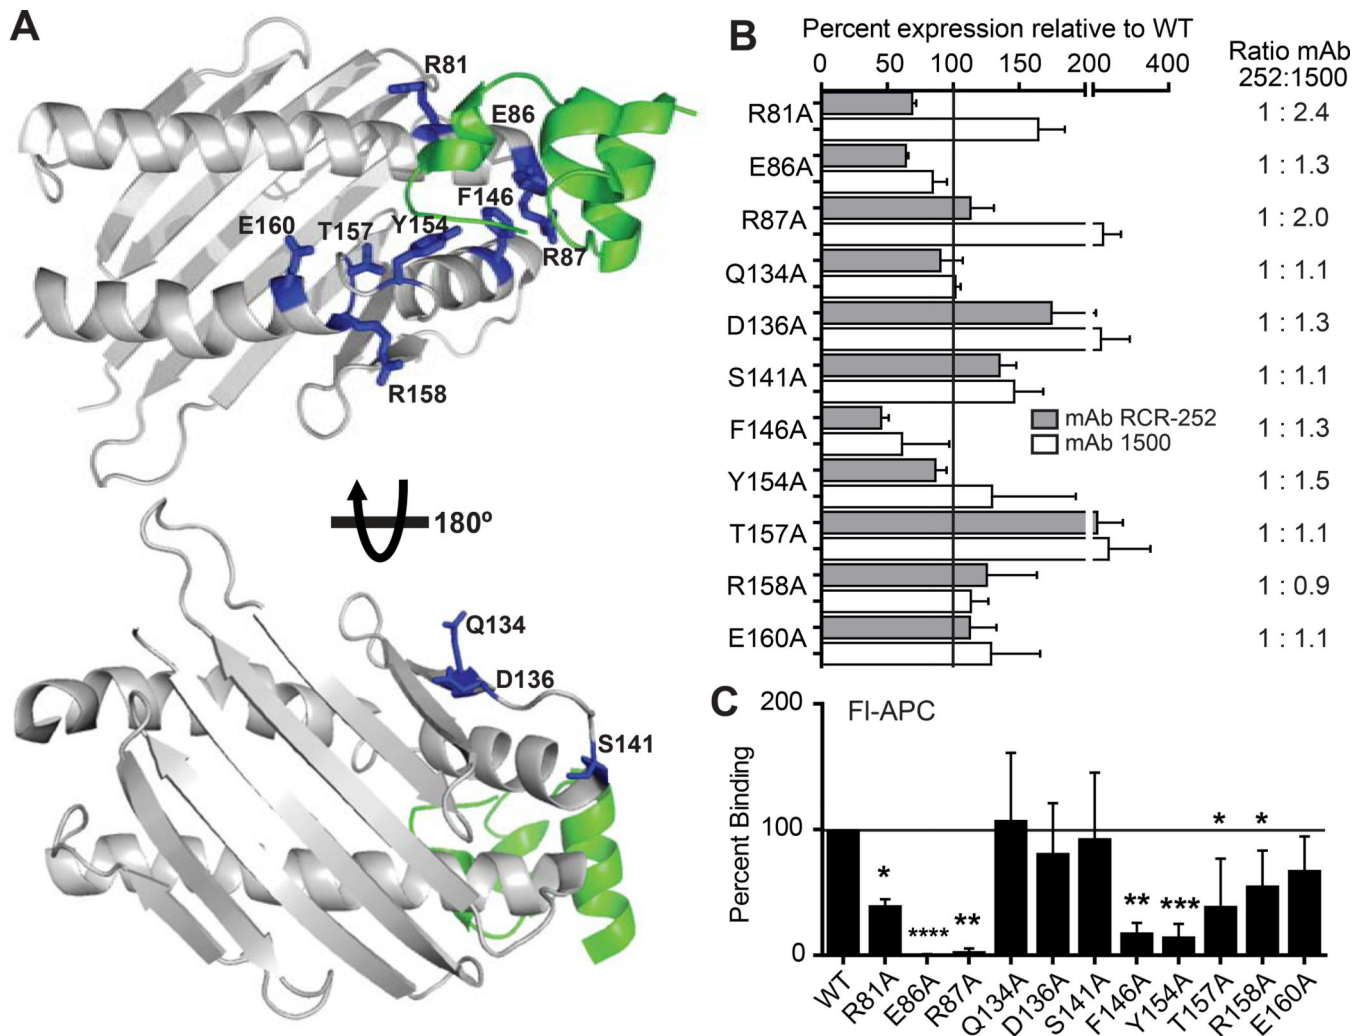 A
R81
E86
F146
Y154
T157
E160
R87
R158
180º
Q134
D136
S141
B
Percent expression relative to WT
Ratio mAb
252:1500
0 50 100 150 200 400
R81A 1 : 2.4
E86A 1 : 1.3
R87A 1 : 2.0
Q134A 1 : 1.1
D136A 1 : 1.3
S141A 1 : 1.1
mAb RCR-252
mAb 1500
F146A 1 : 1.3
Y154A 1 : 1.5
T157A 1 : 1.1
R158A 1 : 0.9
E160A 1 : 1.1
C
FI-APC
Percent Binding
200
100
0
* **** ** ** *** * *
WT R81A E86A R87A Q134A D136A S141A F146A Y154A T157A R158A E160A